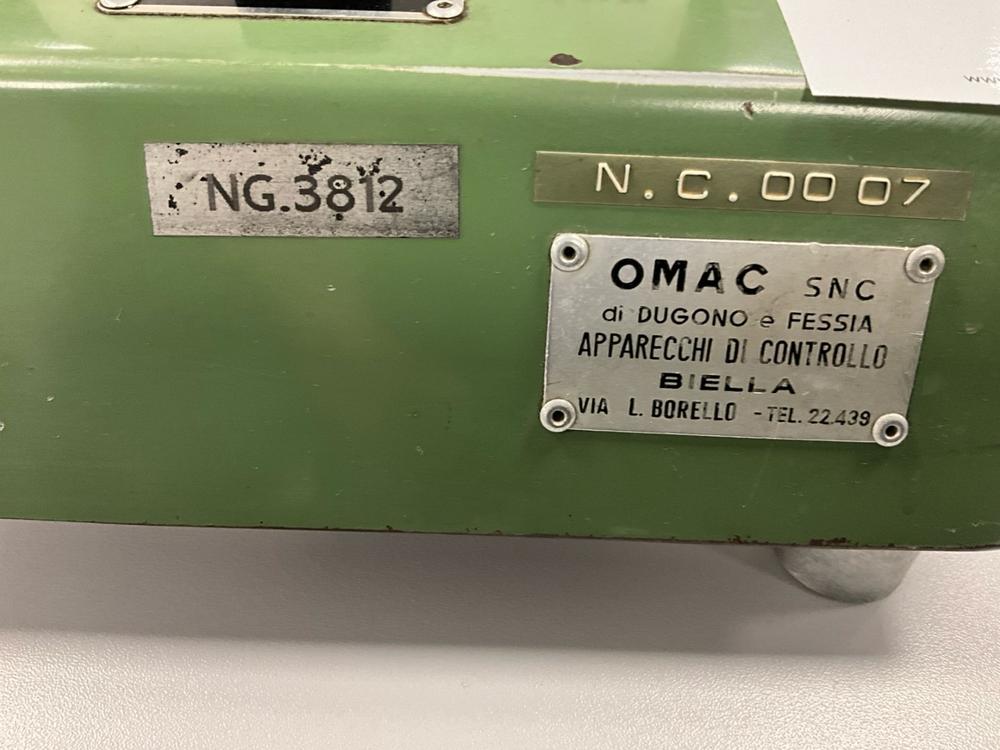 NG.3812
N.C.0007
OMAC SNC
di DUGONO e FESSIA
APPARECCHI DI CONTROLLO
BIELLA
VIA L. BORELLO - TEL. 22.439